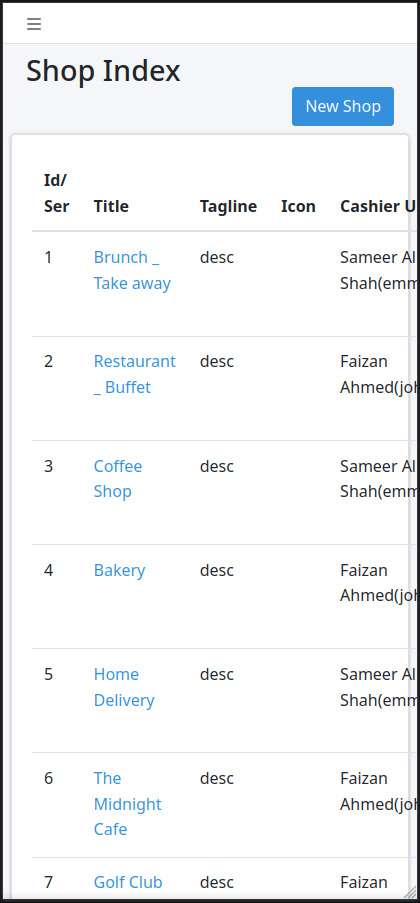 Shop Index
New Shop
Id/
Ser Title Tagline Icon Cashier U
1 Brunch _ desc Sameer Al
Take away Shah(emm
2 Restaurant desc Faizan
_ Buffet Ahmed(joh
3 Coffee desc Sameer Al
Shop Shah(emm
4 Bakery desc Faizan
Ahmed(joh
5 Home desc Sameer Al
Delivery Shah(emm
6 The desc Faizan
Midnight Ahmed(joh
Cafe
7 Golf Club desc Faizan